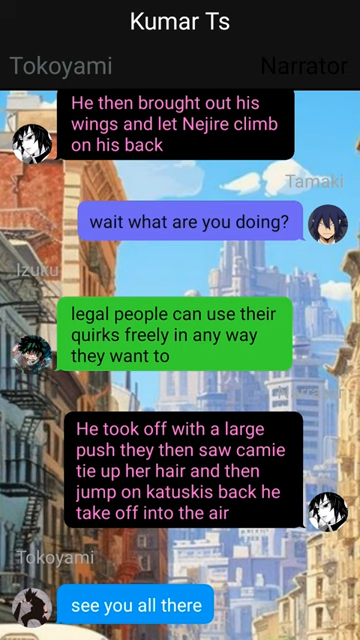 Kumar Ts
Tokoyami
Narrator
He then brought out his
wings and let Nejire climb
on his back
Tamaki
wait what are you doing?
Izuku
legal people can use their
quirks freely in any way
they want to
He took off with a large
push they then saw camie
tie up her hair and then
jump on katuskis back he
take off into the air
Tokoyami
see you all there